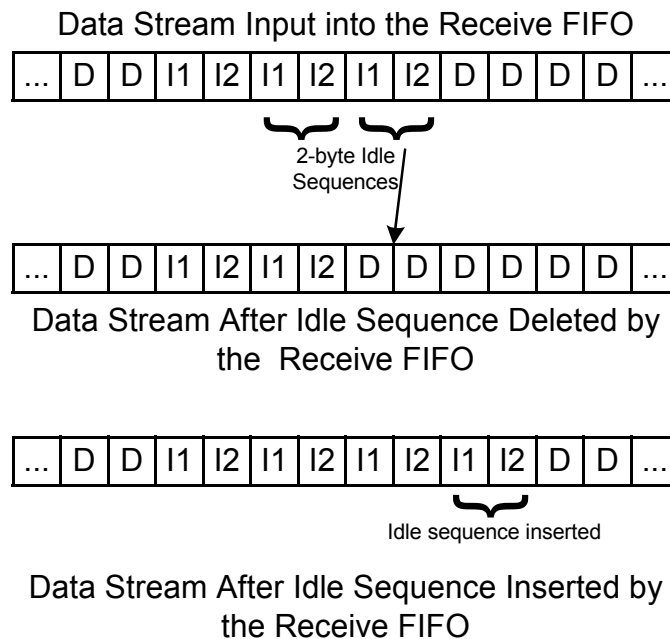 Data Stream Input into the Receive FIFO
... D D I1 I2 I1 I2 I1 I2 D D D D ...
2-byte Idle
Sequences
... D D I1 I2 I1 I2 D D D D D D ...
Data Stream After Idle Sequence Deleted by
the Receive FIFO
... D D I1 I2 I1 I2 I1 I2 I1 I2 D D ...
Idle sequence inserted
Data Stream After Idle Sequence Inserted by
the Receive FIFO